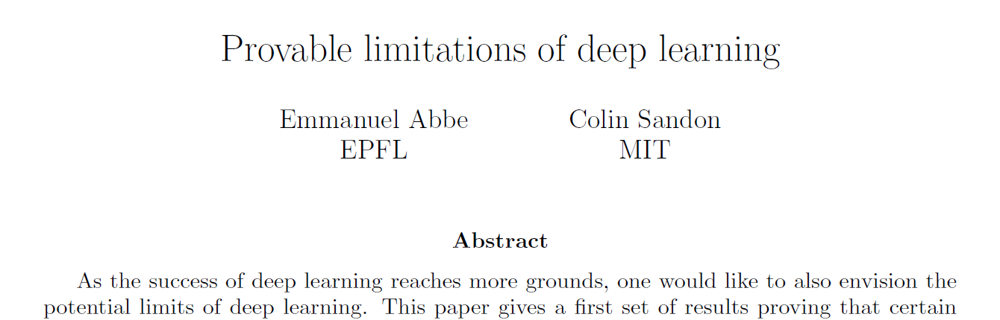 Provable limitations of deep learning
Emmanuel Abbe
EPFL
Colin Sandon
MIT
Abstract
As the success of deep learning reaches more grounds, one would like to also envision the
potential limits of deep learning. This paper gives a first set of results proving that certain